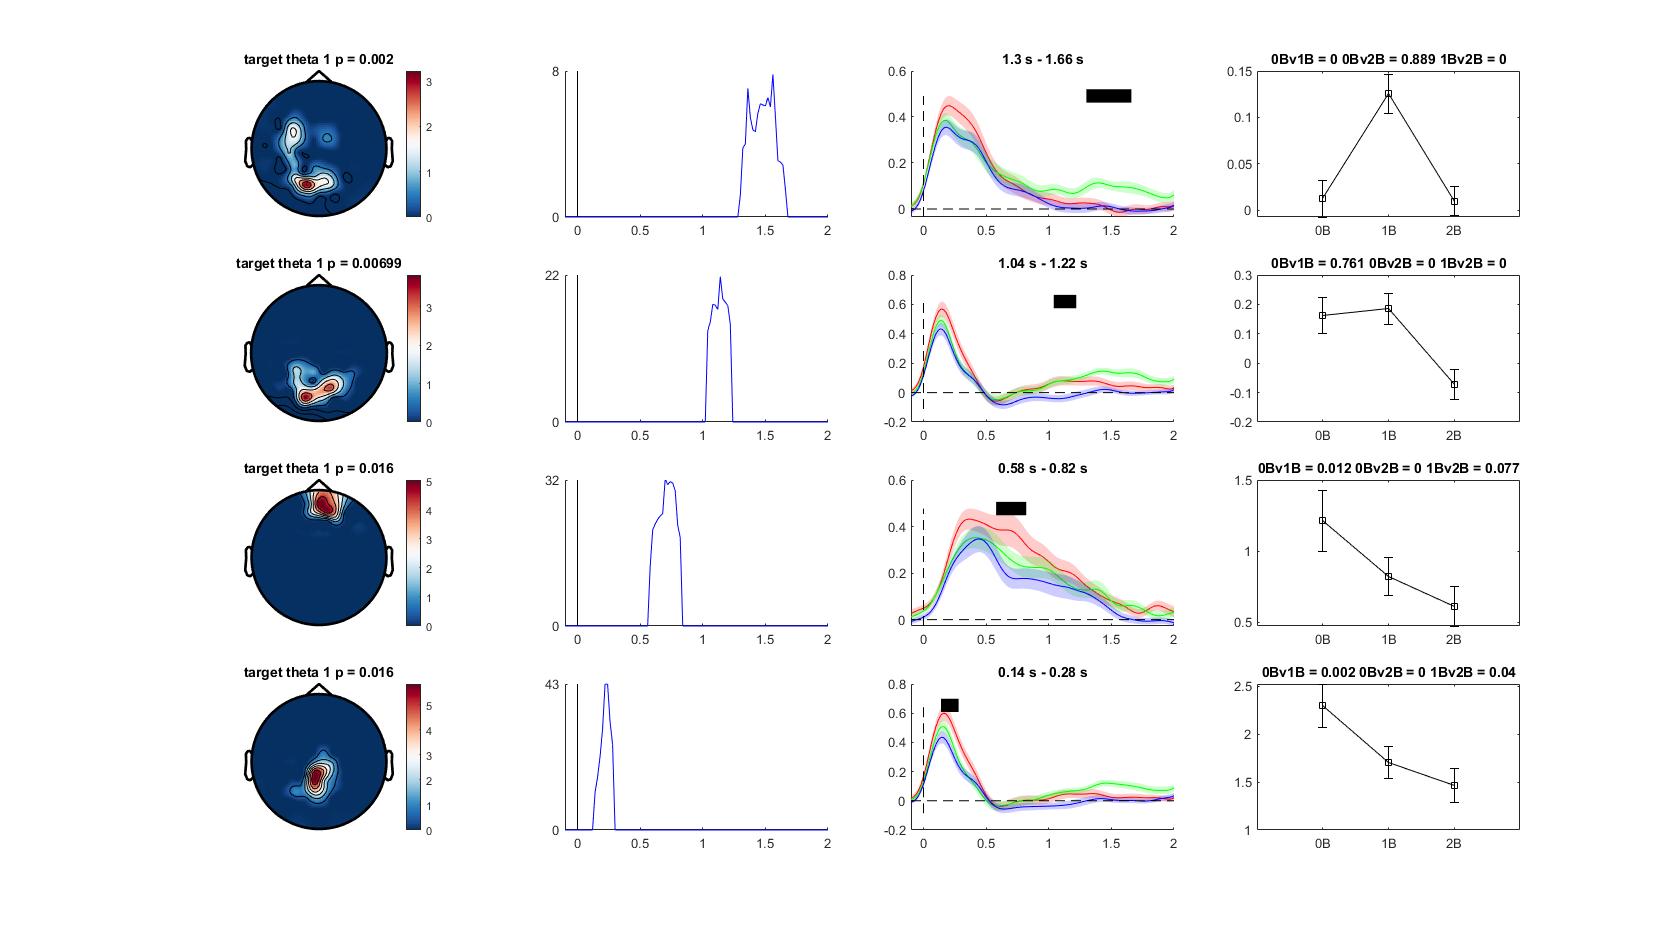 target theta 1 p = 0.002
3
2
1
0
8
0
0 0.5 1 1.5 2
1.3 s - 1.66 s
0.6
0.4
0.2
0
0 0.5 1 1.5 2
0Bv1B = 0 0Bv2B = 0.889 1Bv2B = 0
0.15
0.1
0.05
0
0B 1B 2B
target theta 1 p = 0.00699
3
2
1
0
22
0
0 0.5 1 1.5 2
1.04 s - 1.22 s
0.8
0.6
0.4
0.2
0
-0.2
0 0.5 1 1.5 2
0Bv1B = 0.761 0Bv2B = 0 1Bv2B = 0
0.3
0.2
0.1
0
-0.1
-0.2
0B 1B 2B
target theta 1 p = 0.016
5
4
3
2
1
0
32
0
0 0.5 1 1.5 2
0.58 s - 0.82 s
0.6
0.4
0.2
0
0 0.5 1 1.5 2
0Bv1B = 0.012 0Bv2B = 0 1Bv2B = 0.077
1.5
1
0.5
0B 1B 2B
target theta 1 p = 0.016
5
4
3
2
1
0
43
0
0 0.5 1 1.5 2
0.14 s - 0.28 s
0.8
0.6
0.4
0.2
0
-0.2
0 0.5 1 1.5 2
0Bv1B = 0.002 0Bv2B = 0 1Bv2B = 0.04
2.5
2
1.5
1
0B 1B 2B